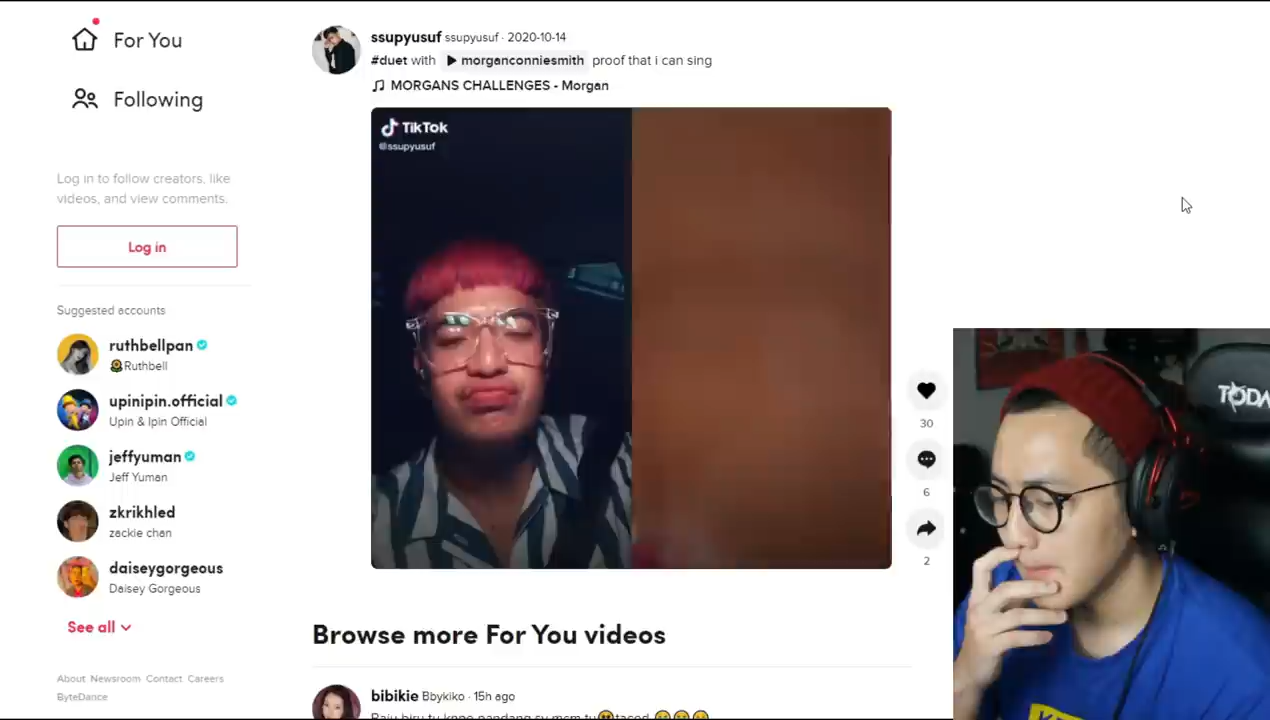 For You
Following
Log in to follow creators, like
videos, and view comments.
Log in
Suggested accounts
ruthbellpan
Ruthbell
upinipin.official
Upin & Ipin Official
jeffyuman
Jeff Yuman
zkrikhled
zackie chan
daiseygorgeous
Daisey Gorgeous
See all
About Newsroom Contact Careers
ByteDance
ssupyusuf ssupyusuf · 2020-10-14
#duet with morganconniesmith proof that i can sing
MORGANS CHALLENGES - Morgan
TikTok
@ssupyusuf
30
6
2
Browse more For You videos
bibikie Bbykiko · 15h ago